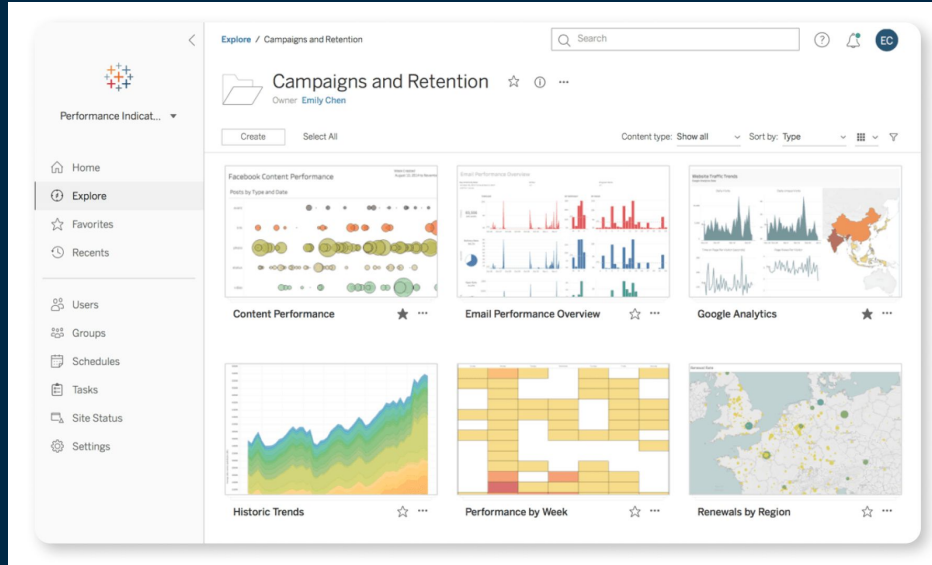 Explore / Campaigns and Retention
Search
EC
Campaigns and Retention
Owner Emily Chen
Performance Indicat...
Create Select All
Content type: Show all Sort by: Type
Home
Explore
Favorites
Recents
Users
Groups
Schedules
Tasks
Site Status
Settings
Facebook Content Performance
Posts by Type and Date
Email Performance Overview
Website Traffic Trends
Content Performance
Email Performance Overview
Google Analytics
Historic Trends
Performance by Week
Renewals by Region